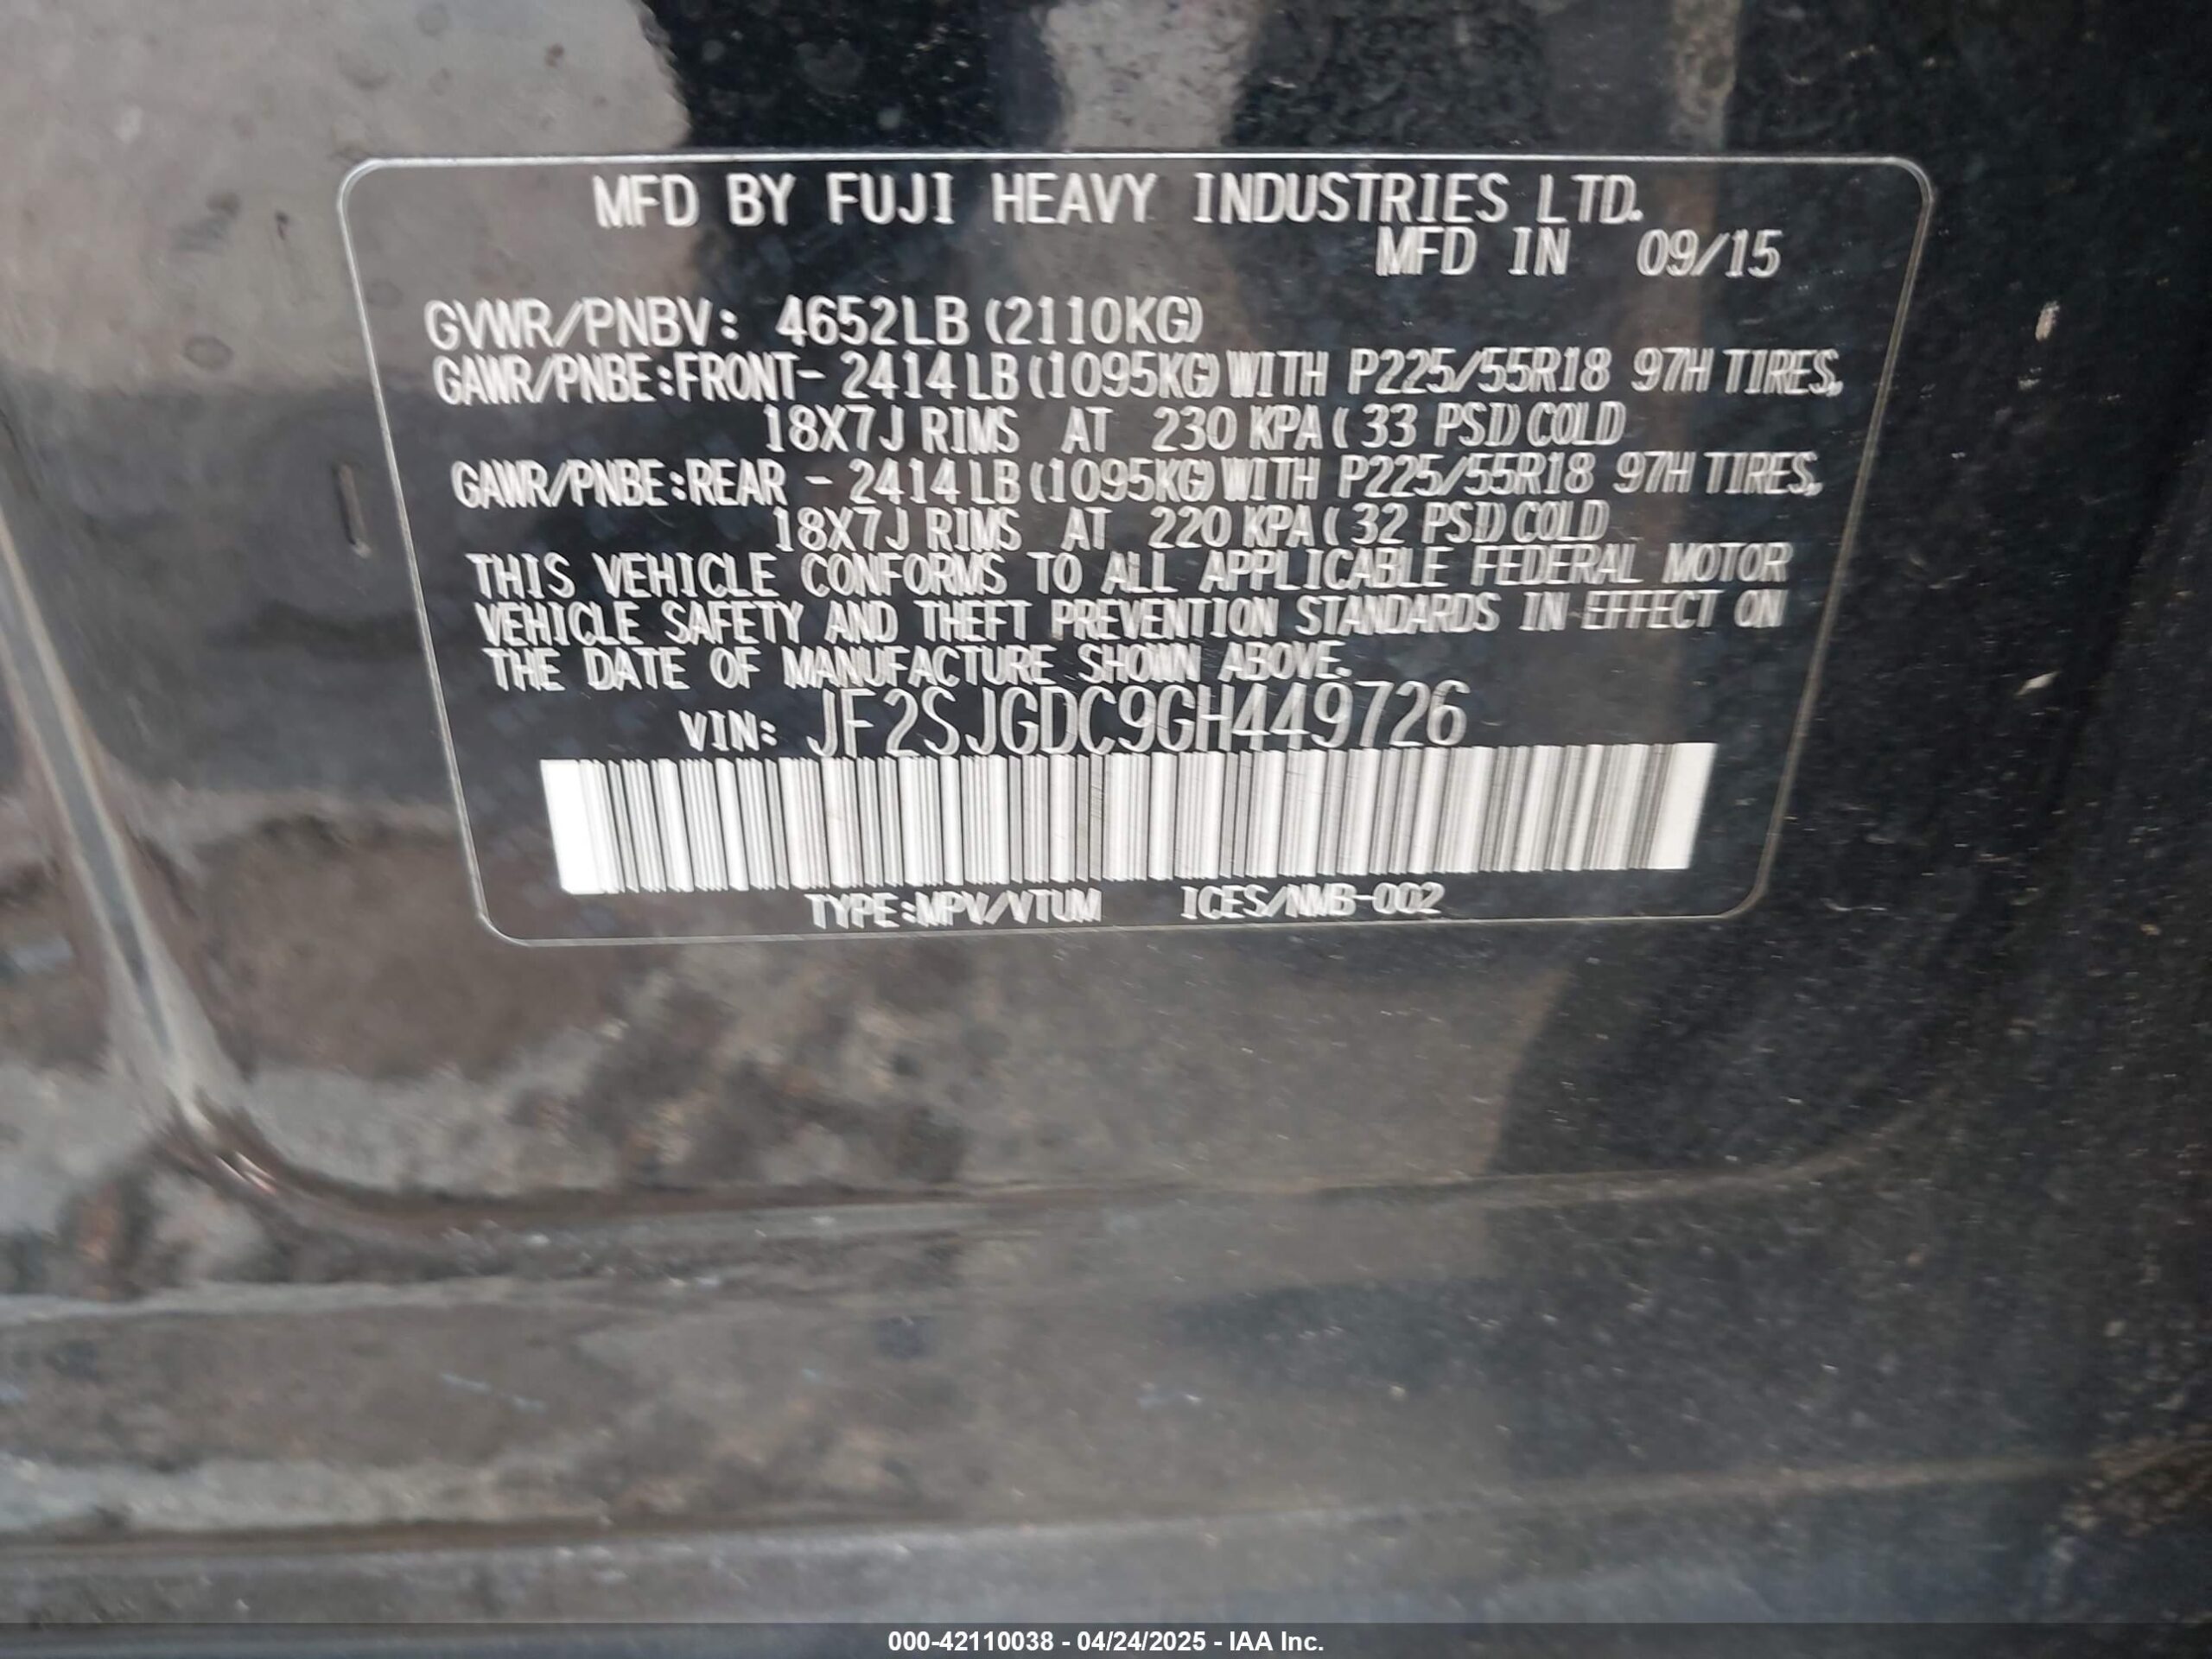 MFD BY FUJI HEAVY INDUSTRIES LTD.
MFD IN 09/15
GVWR/PNBV: 4652LB (2110KG)
GAWR/PNBE:FRONT- 2414LB (1095KG) WITH P225/55R18 97H TIRES,
18X7J RIMS AT 230 KPA ( 33 PSI) COLD
GAWR/PNBE:REAR - 2414LB (1095KG) WITH P225/55R18 97H TIRES,
18X7J RIMS AT 220 KPA ( 32 PSI) COLD
THIS VEHICLE CONFORMS TO ALL APPLICABLE FEDERAL MOTOR
VEHICLE SAFETY AND THEFT PREVENTION STANDARDS IN EFFECT ON
THE DATE OF MANUFACTURE SHOWN ABOVE.
VIN: JF2SJGDC9GH449726
TYPE:MPV/VTUM ICES/NMB-002
000-42110038 - 04/24/2025 - IAA Inc.